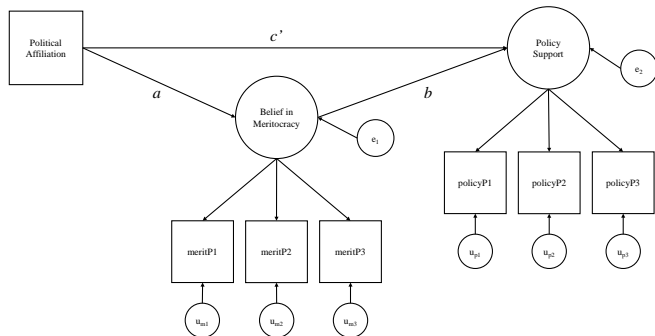 Political
Affiliation
c’
Policy
Support
e2
a
b
Belief in
Meritocracy
e1
policyP1
policyP2
policyP3
meritP1
meritP2
meritP3
up1
up2
up3
um1
um2
um3